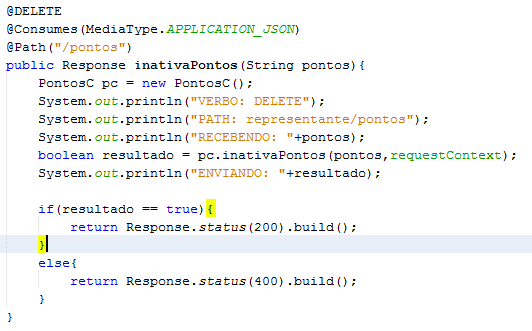 @DELETE
@Consumes(MediaType.APPLICATION_JSON)
@Path("/pontos")
public Response inativaPontos(String pontos){
    PontosC pc = new PontosC();
    System.out.println("VERBO: DELETE");
    System.out.println("PATH: representante/pontos");
    System.out.println("RECEBENDO: "+pontos);
    boolean resultado = pc.inativaPontos(pontos,requestContext);
    System.out.println("ENVIANDO: "+resultado);

    if(resultado == true){
        return Response.status(200).build();
    }
    else{
        return Response.status(400).build();
    }
}